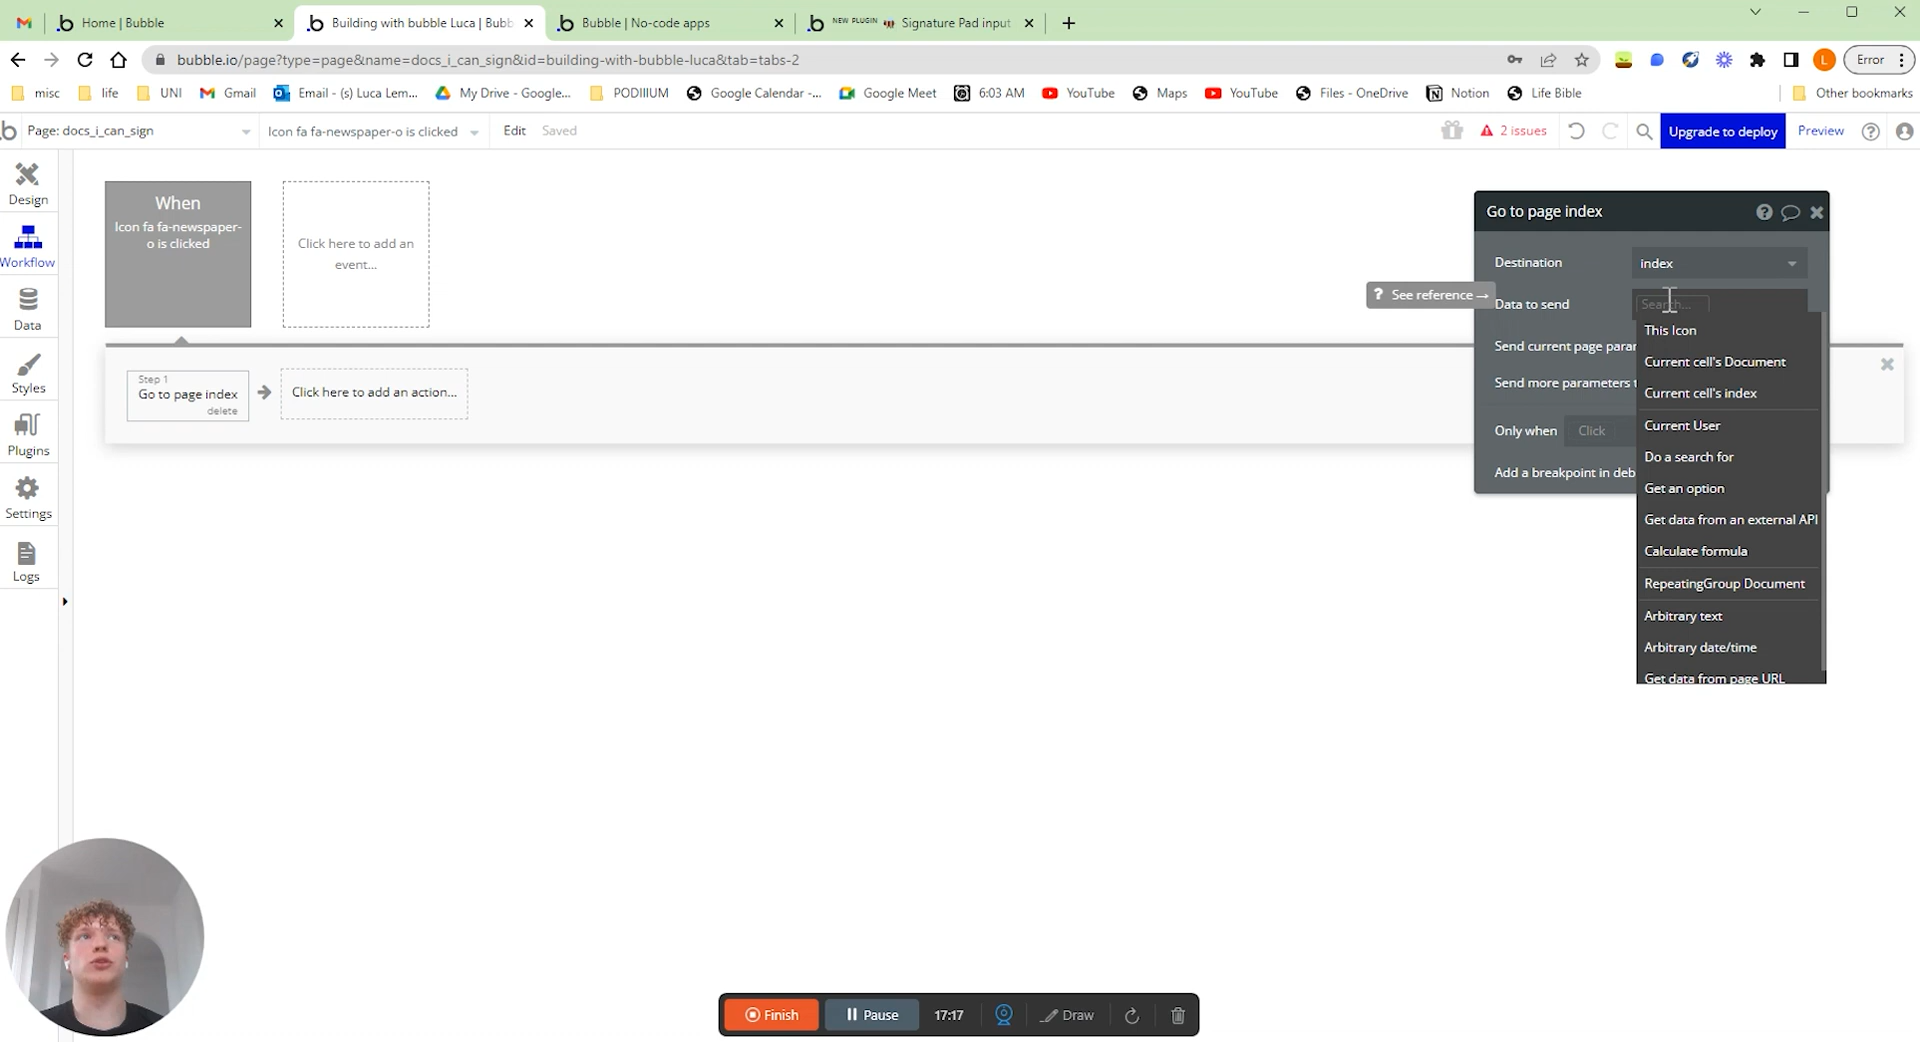 Home | Bubble
Building with bubble Luca | Bubb
Bubble | No-code apps
NEW PLUGIN Signature Pad input
bubble.io/page?type=page&name=docs_i_can_sign&id=building-with-bubble-luca&tab=tabs-2
L
Error
misc
life
UNI
Gmail
Email - (s) Luca Lem...
My Drive - Google...
PODIIIUM
Google Calendar -...
Google Meet
6:03 AM
YouTube
Maps
YouTube
Files - OneDrive
Notion
Life Bible
Other bookmarks
Page: docs_i_can_sign
Icon fa fa-newspaper-o is clicked
Edit
Saved
2 issues
Upgrade to deploy
Preview
Design
Workflow
Data
Styles
Plugins
Settings
Logs
When
Icon fa fa-newspaper-
o is clicked
Click here to add an
event...
Step 1
Go to page index
delete
Click here to add an action...
Go to page index
Destination
index
? See reference →
Data to send
Search...
Send current page parar
Send more parameters t
Only when
Click
Add a breakpoint in deb
This Icon
Current cell's Document
Current cell's index
Current User
Do a search for
Get an option
Get data from an external API
Calculate formula
RepeatingGroup Document
Arbitrary text
Arbitrary date/time
Get data from page URL
Finish
Pause
17:17
Draw